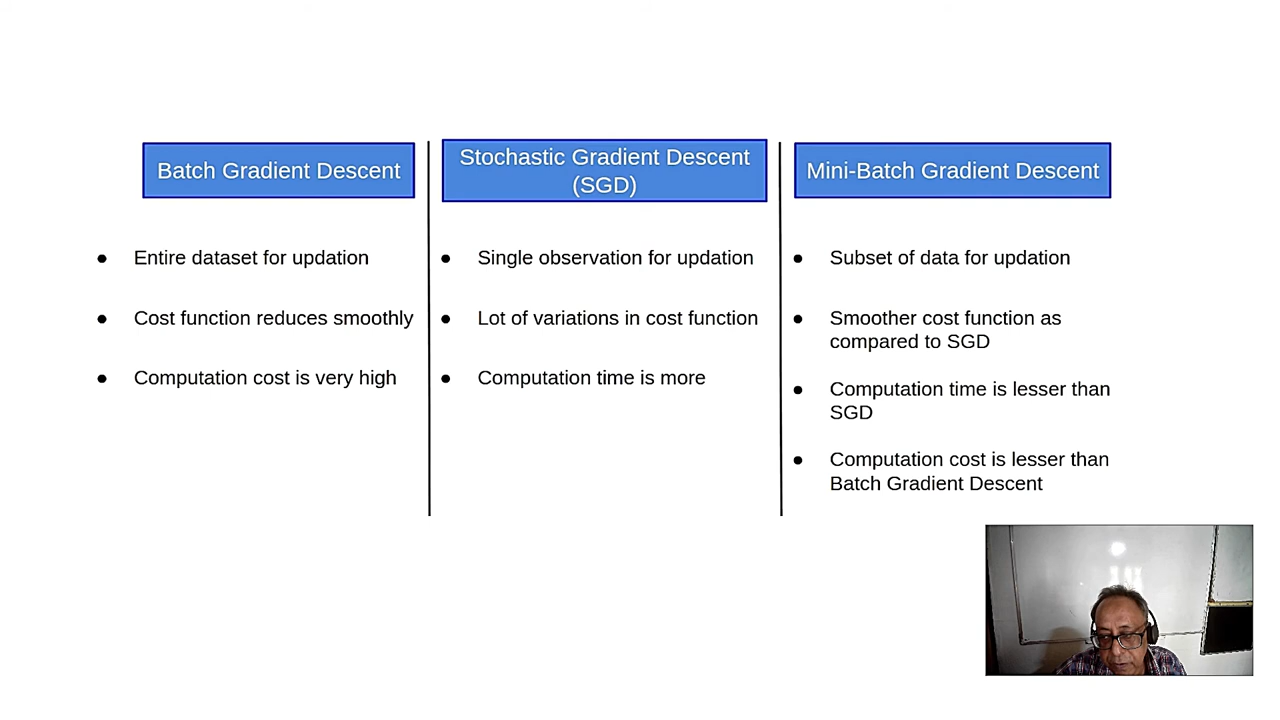 Batch Gradient Descent
Entire dataset for updation
Cost function reduces smoothly
Computation cost is very high
Stochastic Gradient Descent
(SGD)
Single observation for updation
Lot of variations in cost function
Computation time is more
Mini-Batch Gradient Descent
Subset of data for updation
Smoother cost function as
compared to SGD
Computation time is lesser than
SGD
Computation cost is lesser than
Batch Gradient Descent